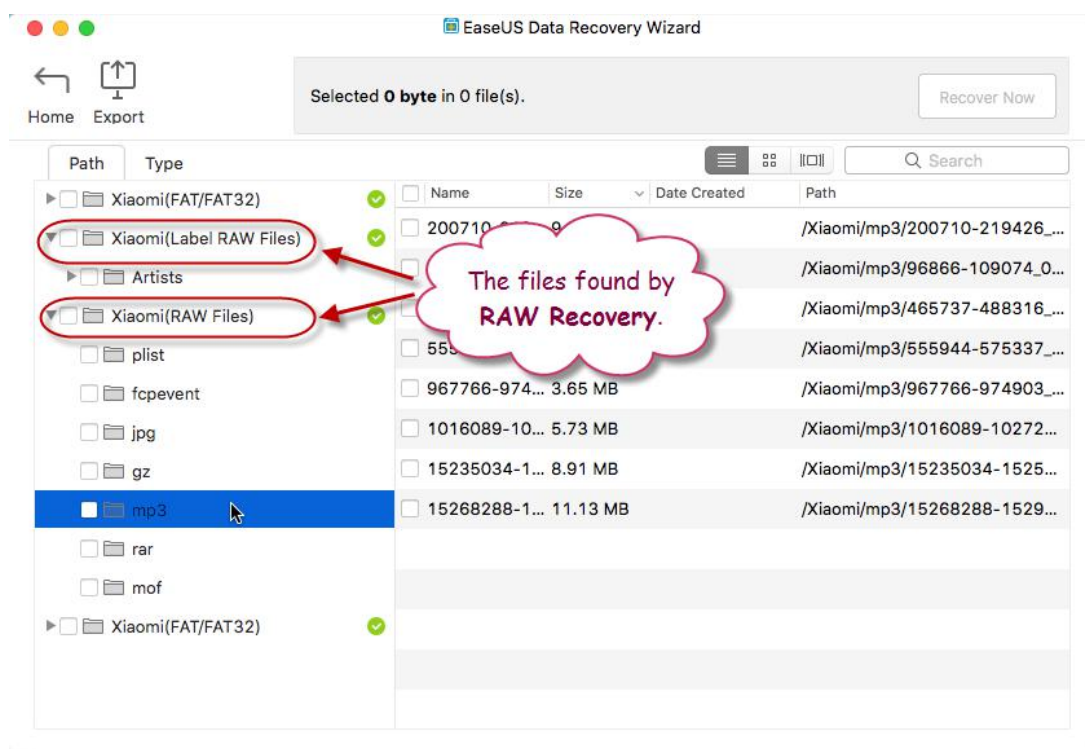 EaseUS Data Recovery Wizard
Home Export
Selected 0 byte in 0 file(s).
Recover Now
Path Type
Search
Xiaomi(FAT/FAT32)
Xiaomi(Label RAW Files)
Artists
Xiaomi(RAW Files)
plist
fcpevent
jpg
gz
mp3
rar
mof
Xiaomi(FAT/FAT32)
Name Size Date Created Path
/Xiaomi/mp3/200710-219426_...
/Xiaomi/mp3/96866-109074_0...
/Xiaomi/mp3/465737-488316_...
/Xiaomi/mp3/555944-575337_...
967766-974... 3.65 MB /Xiaomi/mp3/967766-974903_...
1016089-10... 5.73 MB /Xiaomi/mp3/1016089-10272...
15235034-1... 8.91 MB /Xiaomi/mp3/15235034-1525...
15268288-1... 11.13 MB /Xiaomi/mp3/15268288-1529...
The files found by
RAW Recovery.